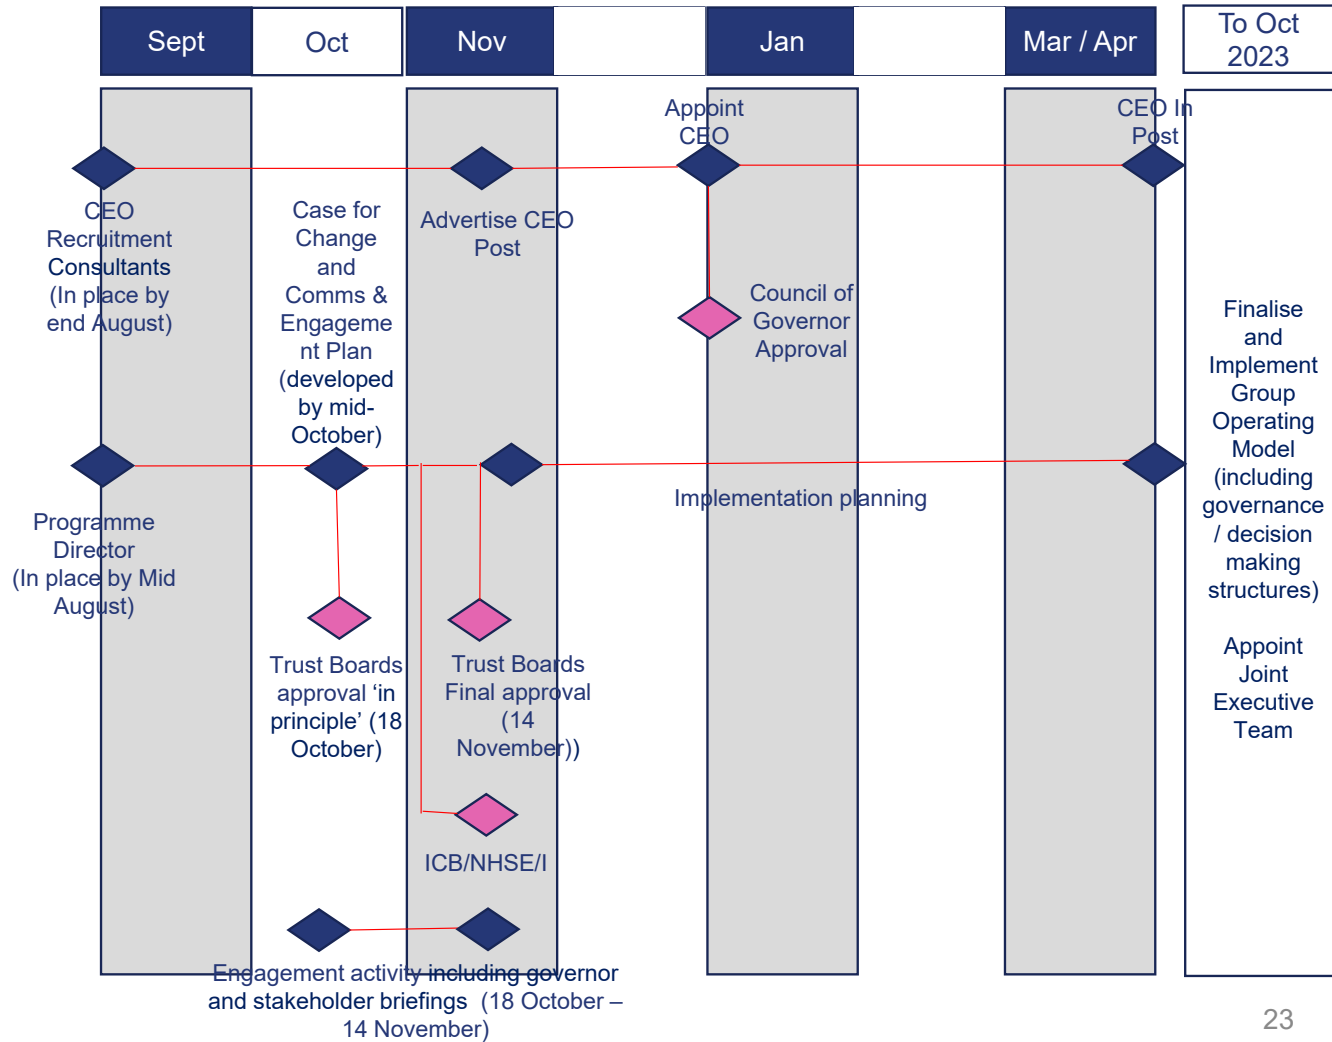 Sept
Oct
Nov
Jan
Mar / Apr
To Oct
2023
Appoint
CEO
CEO In
Post
CEO
Recruitment
Consultants
(In place by
end August)
Case for
Change
and
Comms &
Engageme
nt Plan
(developed
by mid-
October)
Advertise CEO
Post
Council of
Governor
Approval
Finalise
and
Implement
Group
Operating
Model
(including
governance
/ decision
making
structures)
Appoint
Joint
Executive
Team
Implementation planning
Programme
Director
(In place by Mid
August)
Trust Boards
approval ‘in
principle’ (18
October)
Trust Boards
Final approval
(14
November))
ICB/NHSE/I
Engagement activity including governor
and stakeholder briefings (18 October –
14 November)
23